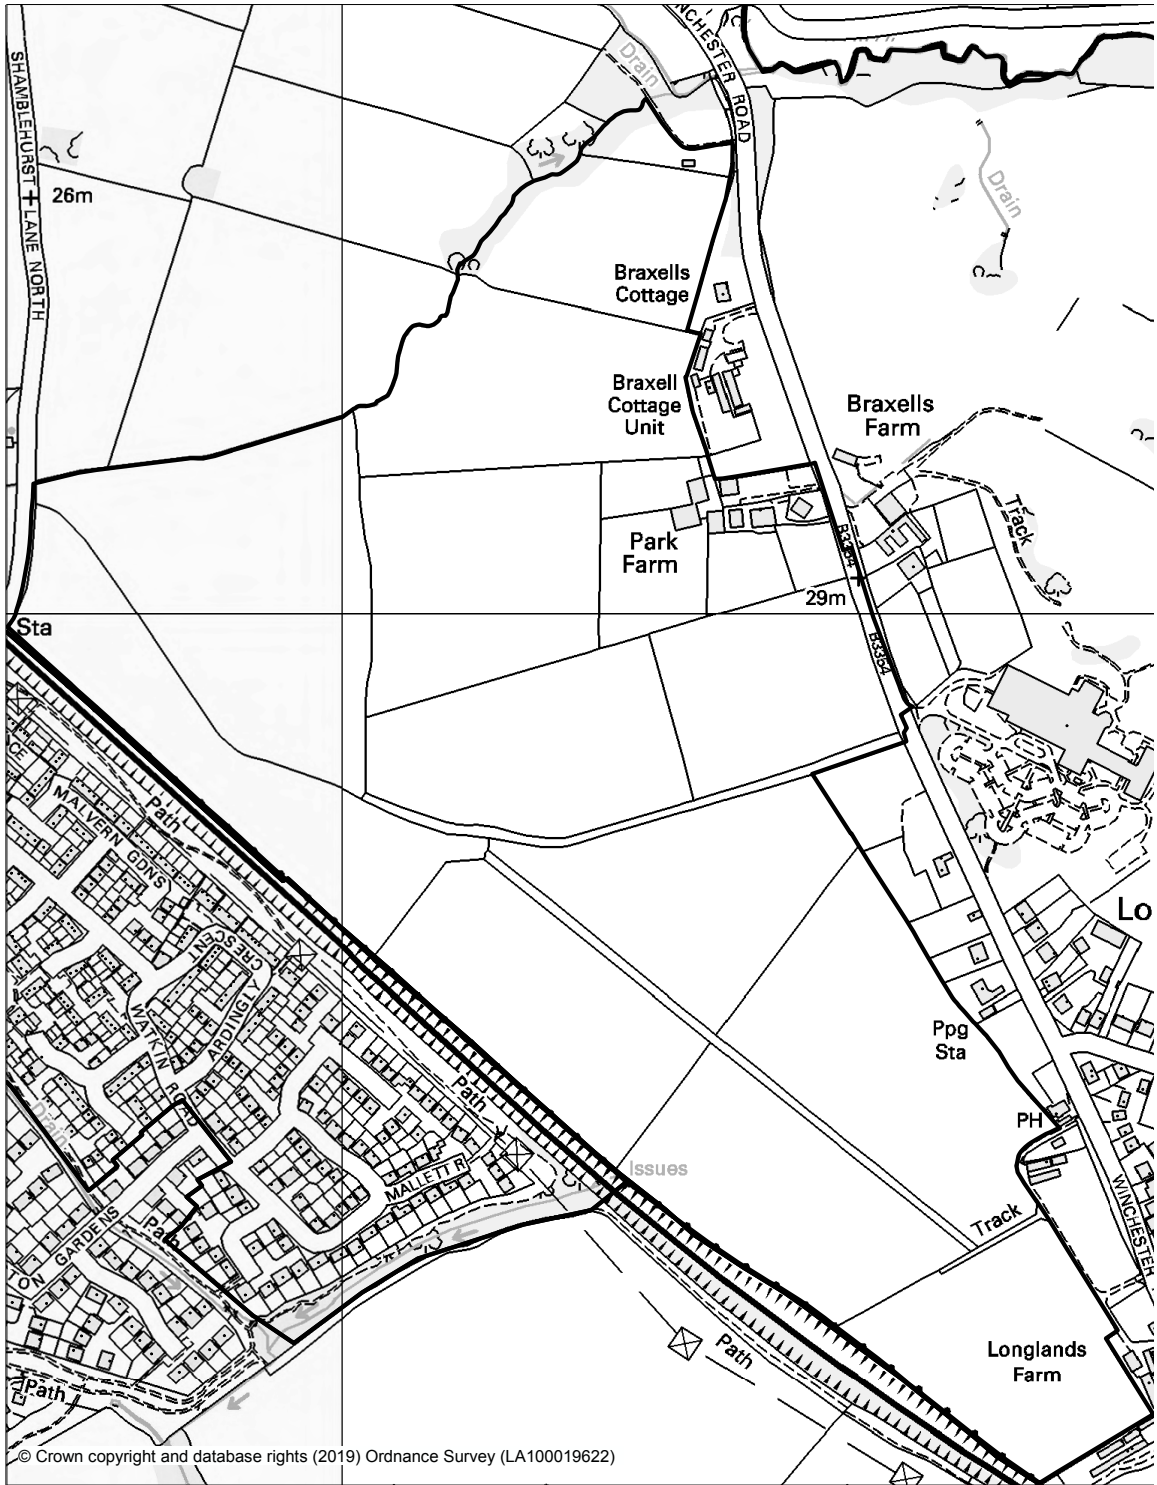 SHAMBLEHURST LANE NORTH
26m
Drain
NCHESTER ROAD
Drain
Braxells
Cottage
Braxell
Cottage
Unit
Braxells
Farm
Track
Park
Farm
B3354
29m
B3354
Sta
ACE
MALVERN GDNS
Path
CRESCENT
ARDINGLY
WATKIN ROAD
Drain
Path
MALLETT R
Issues
Lo
Ppg
Sta
PH
WINCHESTER
Track
TON GARDENS
Path
Path
Path
Longlands
Farm
© Crown copyright and database rights (2019) Ordnance Survey (LA100019622)